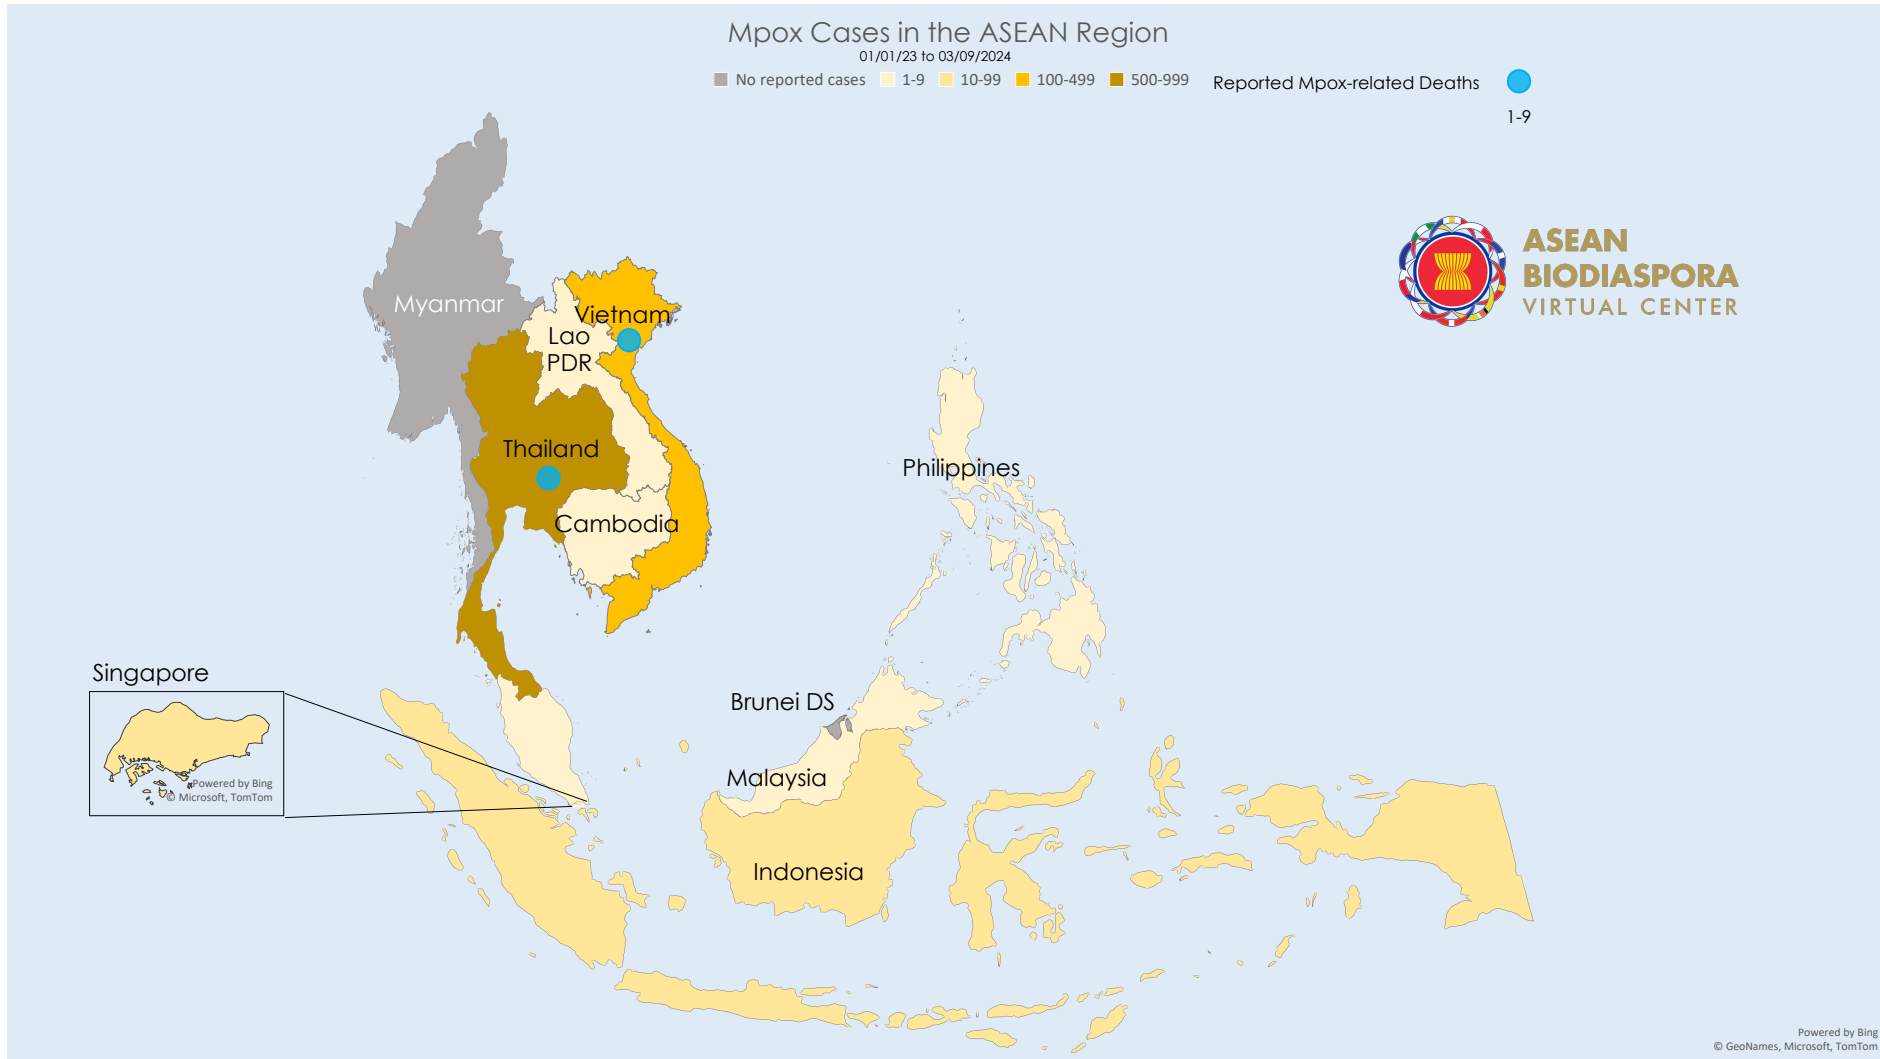 Mpox Cases in the ASEAN Region
01/01/23 to 03/09/2024
No reported cases 1-9 10-99 100-499 500-999 Reported Mpox-related Deaths
1-9
ASEAN
BIODIASPORA
VIRTUAL CENTER
Myanmar
Vietnam
Lao
PDR
Thailand
Philippines
Cambodia
Singapore
Powered by Bing
© Microsoft, TomTom
Brunei DS
Malaysia
Indonesia
Powered by Bing
© GeoNames, Microsoft, TomTom